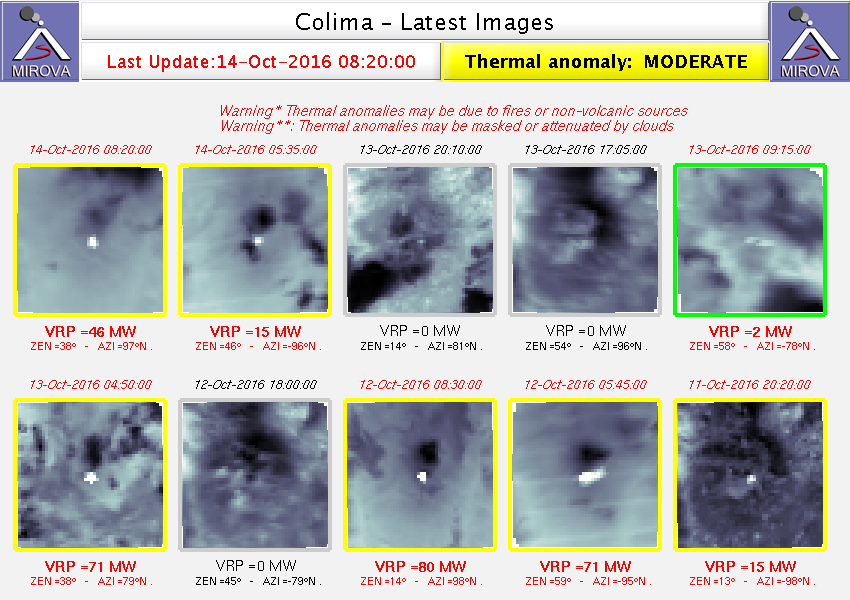 Colima - Latest Images
MIROVA
Last Update:14-Oct-2016 08:20:00
Thermal anomaly: MODERATE
MIROVA
Warning* Thermal anomalies may be due to fires or non-volcanic sources
Warning**: Thermal anomalies may be masked or attenuated by clouds
14-Oct-2016 08:20:00 14-Oct-2016 05:35:00 13-Oct-2016 20:10:00 13-Oct-2016 17:05:00 13-Oct-2016 09:15:00
VRP =46 MW VRP =15 MW VRP =0 MW VRP =0 MW VRP =2 MW
ZEN =38° - AZI =97°N . ZEN =46° - AZI =-96°N . ZEN =14° - AZI =81°N . ZEN =54° - AZI =96°N . ZEN =58° - AZI =-78°N .
13-Oct-2016 04:50:00 12-Oct-2016 18:00:00 12-Oct-2016 08:30:00 12-Oct-2016 05:45:00 11-Oct-2016 20:20:00
VRP =71 MW VRP =0 MW VRP =80 MW VRP =71 MW VRP =15 MW
ZEN =38° - AZI =79°N . ZEN =45° - AZI =-79°N . ZEN =14° - AZI =98°N . ZEN =59° - AZI =-95°N . ZEN =13° - AZI =-98°N .